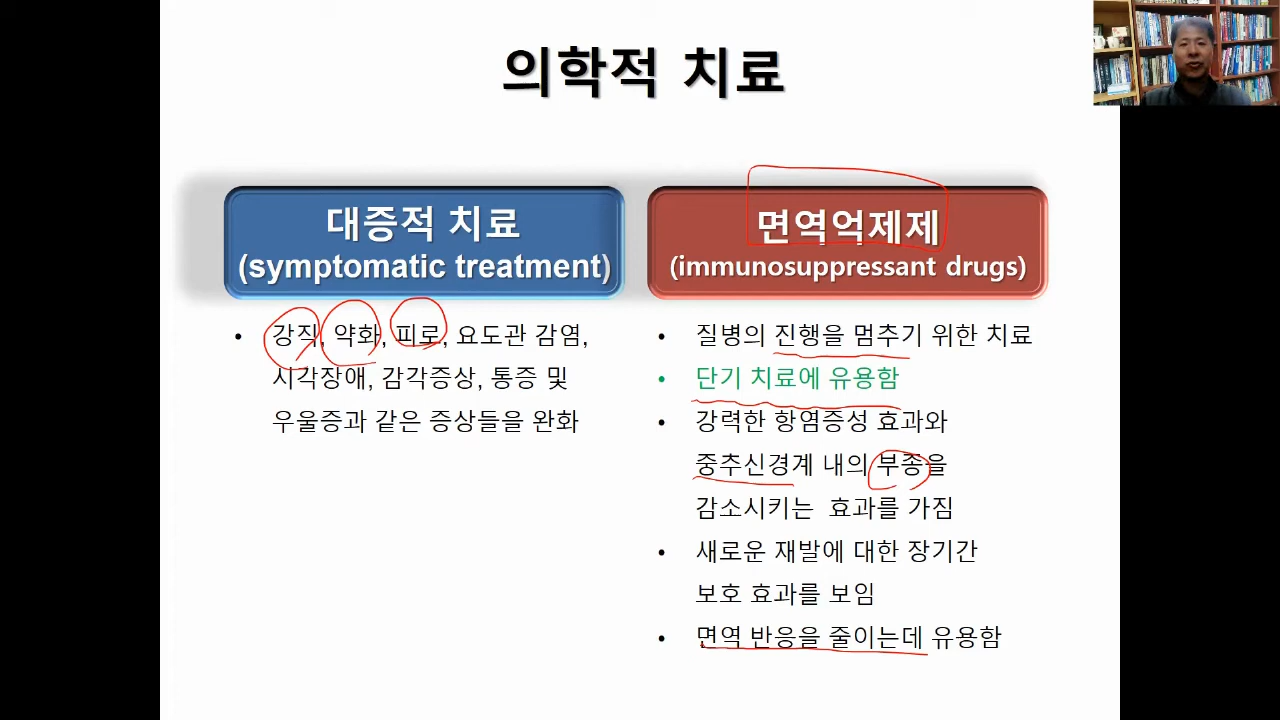 의학적 치료
대증적 치료
(symptomatic treatment)
• 강직, 약화, 피로, 요도관 감염,
시각장애, 감각증상, 통증 및
우울증과 같은 증상들을 완화
면역억제제
(immunosuppressant drugs)
• 질병의 진행을 멈추기 위한 치료
• 단기 치료에 유용함
• 강력한 항염증성 효과와
중추신경계 내의 부종을
감소시키는 효과를 가짐
• 새로운 재발에 대한 장기간
보호 효과를 보임
• 면역 반응을 줄이는데 유용함